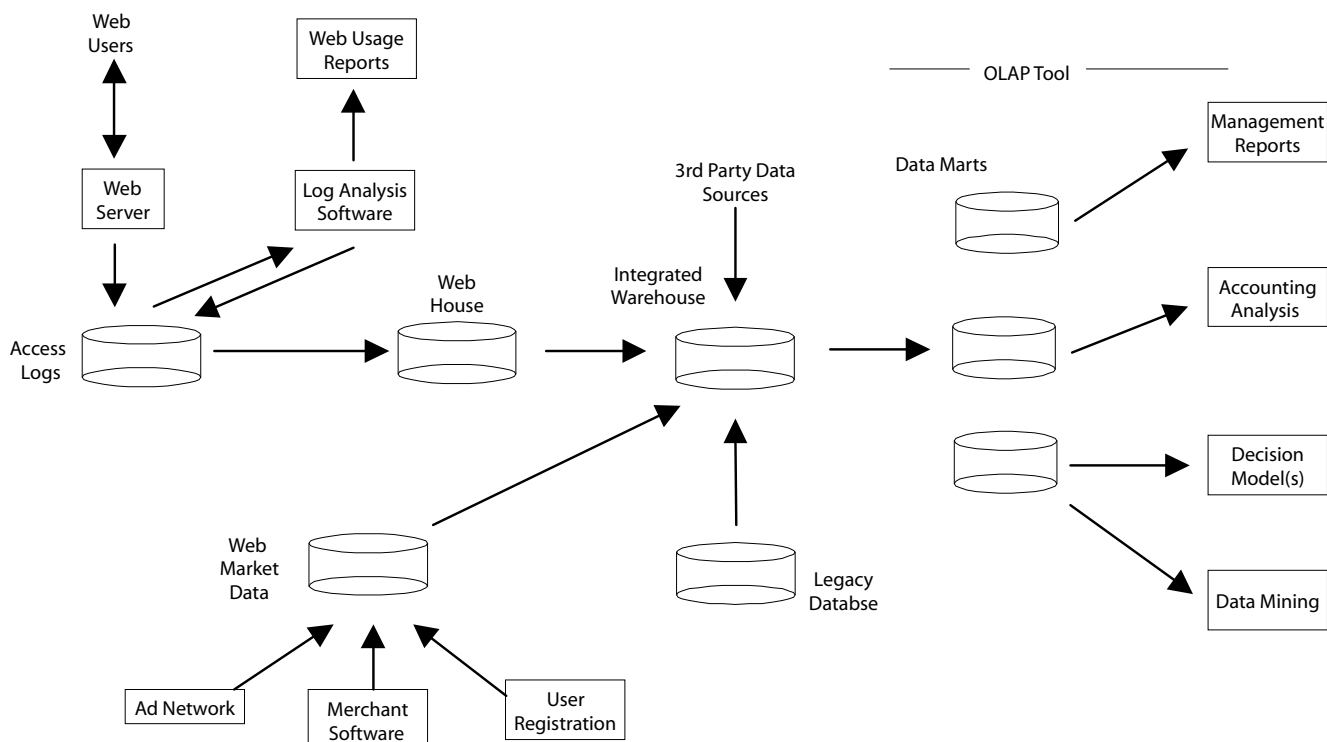 Web
Users
Web Usage
Reports
OLAP Tool
Management
Reports
Web
Server
Log Analysis
Software
3rd Party Data
Sources
Data Marts
Web
House
Integrated
Warehouse
Accounting
Analysis
Access
Logs
Decision
Model(s)
Web
Market
Data
Legacy
Databse
Data Mining
Ad Network
Merchant
Software
User
Registration